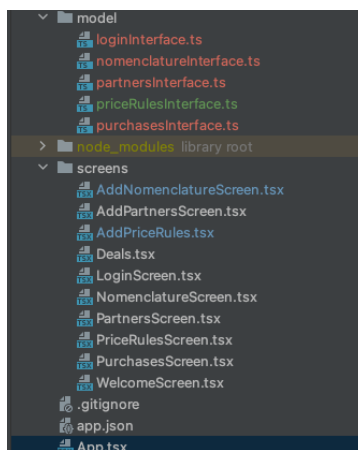 model
loginInterface.ts
nomenclatureInterface.ts
partnersInterface.ts
priceRulesInterface.ts
purchasesInterface.ts
node_modules library root
screens
AddNomenclatureScreen.tsx
AddPartnersScreen.tsx
AddPriceRules.tsx
Deals.tsx
LoginScreen.tsx
NomenclatureScreen.tsx
PartnersScreen.tsx
PriceRulesScreen.tsx
PurchasesScreen.tsx
WelcomeScreen.tsx
.gitignore
app.json
App.tsx